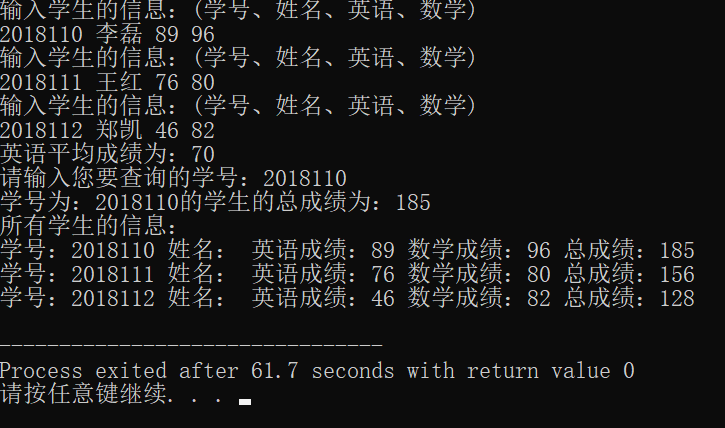 输入学生的信息：(学号、姓名、英语、数学)
2018110 李磊 89 96
输入学生的信息：(学号、姓名、英语、数学)
2018111 王红 76 80
输入学生的信息：(学号、姓名、英语、数学)
2018112 郑凯 46 82
英语平均成绩为：70
请输入您要查询的学号：2018110
学号为：2018110的学生的总成绩为：185
所有学生的信息：
学号：2018110 姓名： 英语成绩：89 数学成绩：96 总成绩：185
学号：2018111 姓名： 英语成绩：76 数学成绩：80 总成绩：156
学号：2018112 姓名： 英语成绩：46 数学成绩：82 总成绩：128
--------------------------------
Process exited after 61.7 seconds with return value 0
请按任意键继续. . .